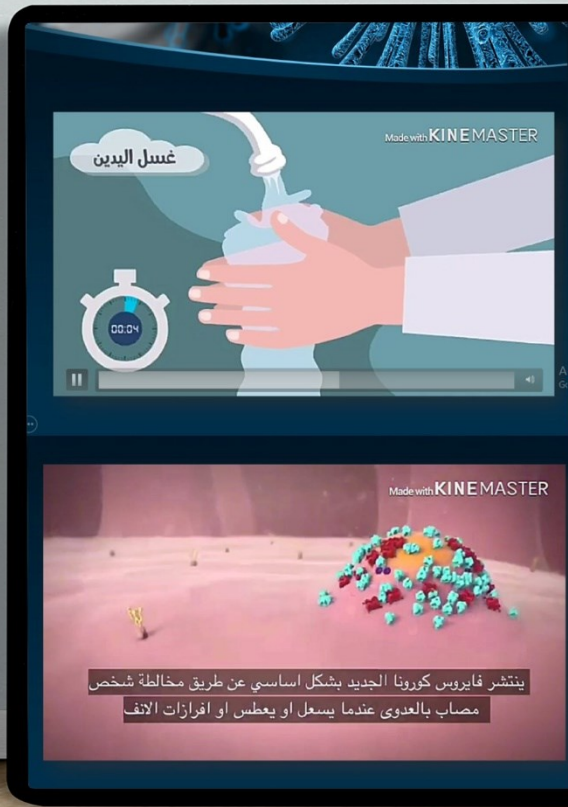 Made with KINEMASTER
غسل اليدين
00:04
Made with KINEMASTER
ينتشر فايروس كورونا الجديد بشكل اساسي عن طريق مخالطة شخص
مصاب بالعدوى عندما يسعل او يعطس او افرازات الانف